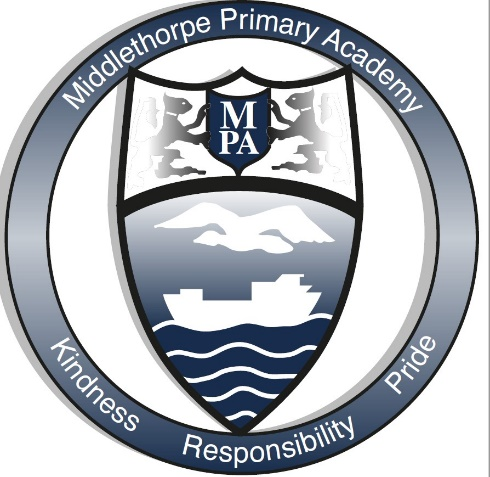 Middlethorpe Primary Academy
M
PA
Kindness
Responsibility
Pride